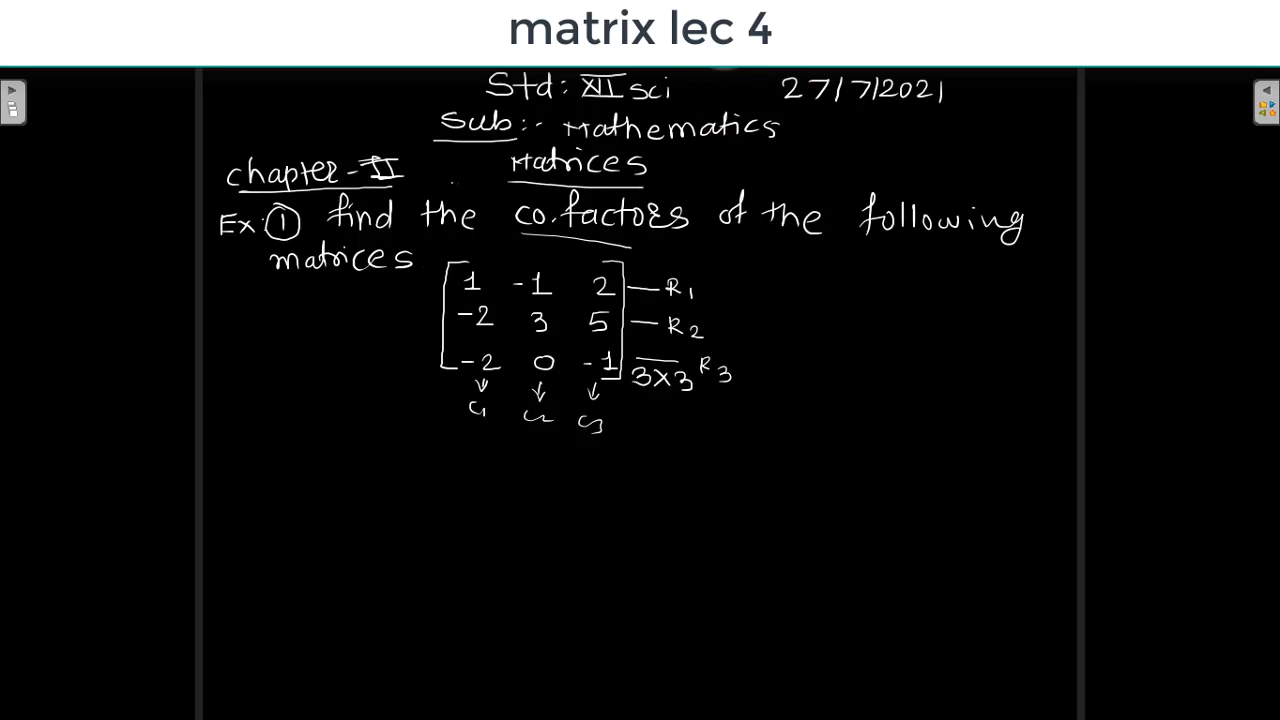 matrix lec 4
Std: XII sci 27/7/2021
Sub:- Mathematics
chapter-II Matrices
Ex: ① find the co.factors of the following
matrices
1 -1 2 — R1
-2 3 5 — R2
-2 0 -1 3×3 R3
C1 C2 C3